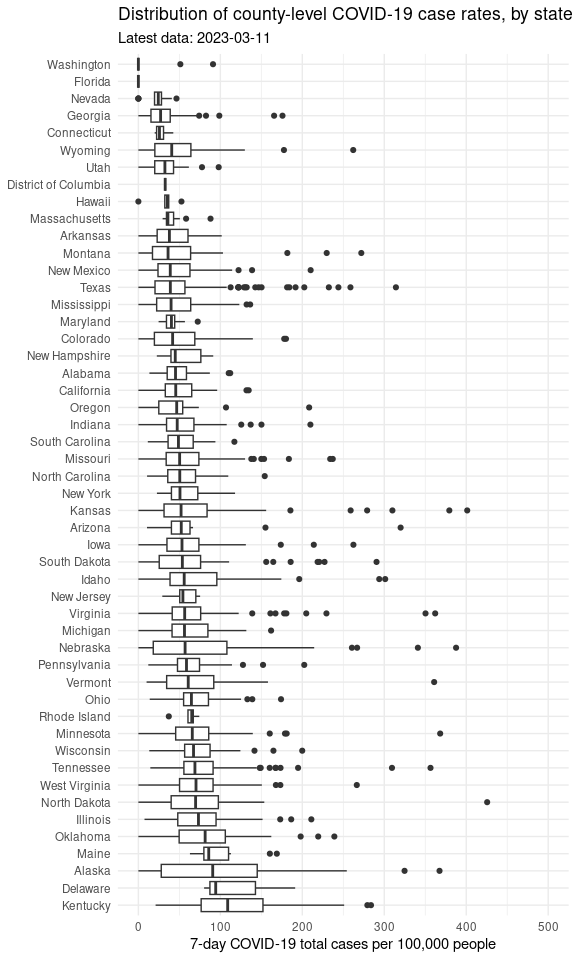 Distribution of county-level COVID-19 case rates, by state
Latest data: 2023-03-11
Washington
Florida
Nevada
Georgia
Connecticut
Wyoming
Utah
District of Columbia
Hawaii
Massachusetts
Arkansas
Montana
New Mexico
Texas
Mississippi
Maryland
Colorado
New Hampshire
Alabama
California
Oregon
Indiana
South Carolina
Missouri
North Carolina
New York
Kansas
Arizona
Iowa
South Dakota
Idaho
New Jersey
Virginia
Michigan
Nebraska
Pennsylvania
Vermont
Ohio
Rhode Island
Minnesota
Wisconsin
Tennessee
West Virginia
North Dakota
Illinois
Oklahoma
Maine
Alaska
Delaware
Kentucky
0 100 200 300 400 500
7-day COVID-19 total cases per 100,000 people